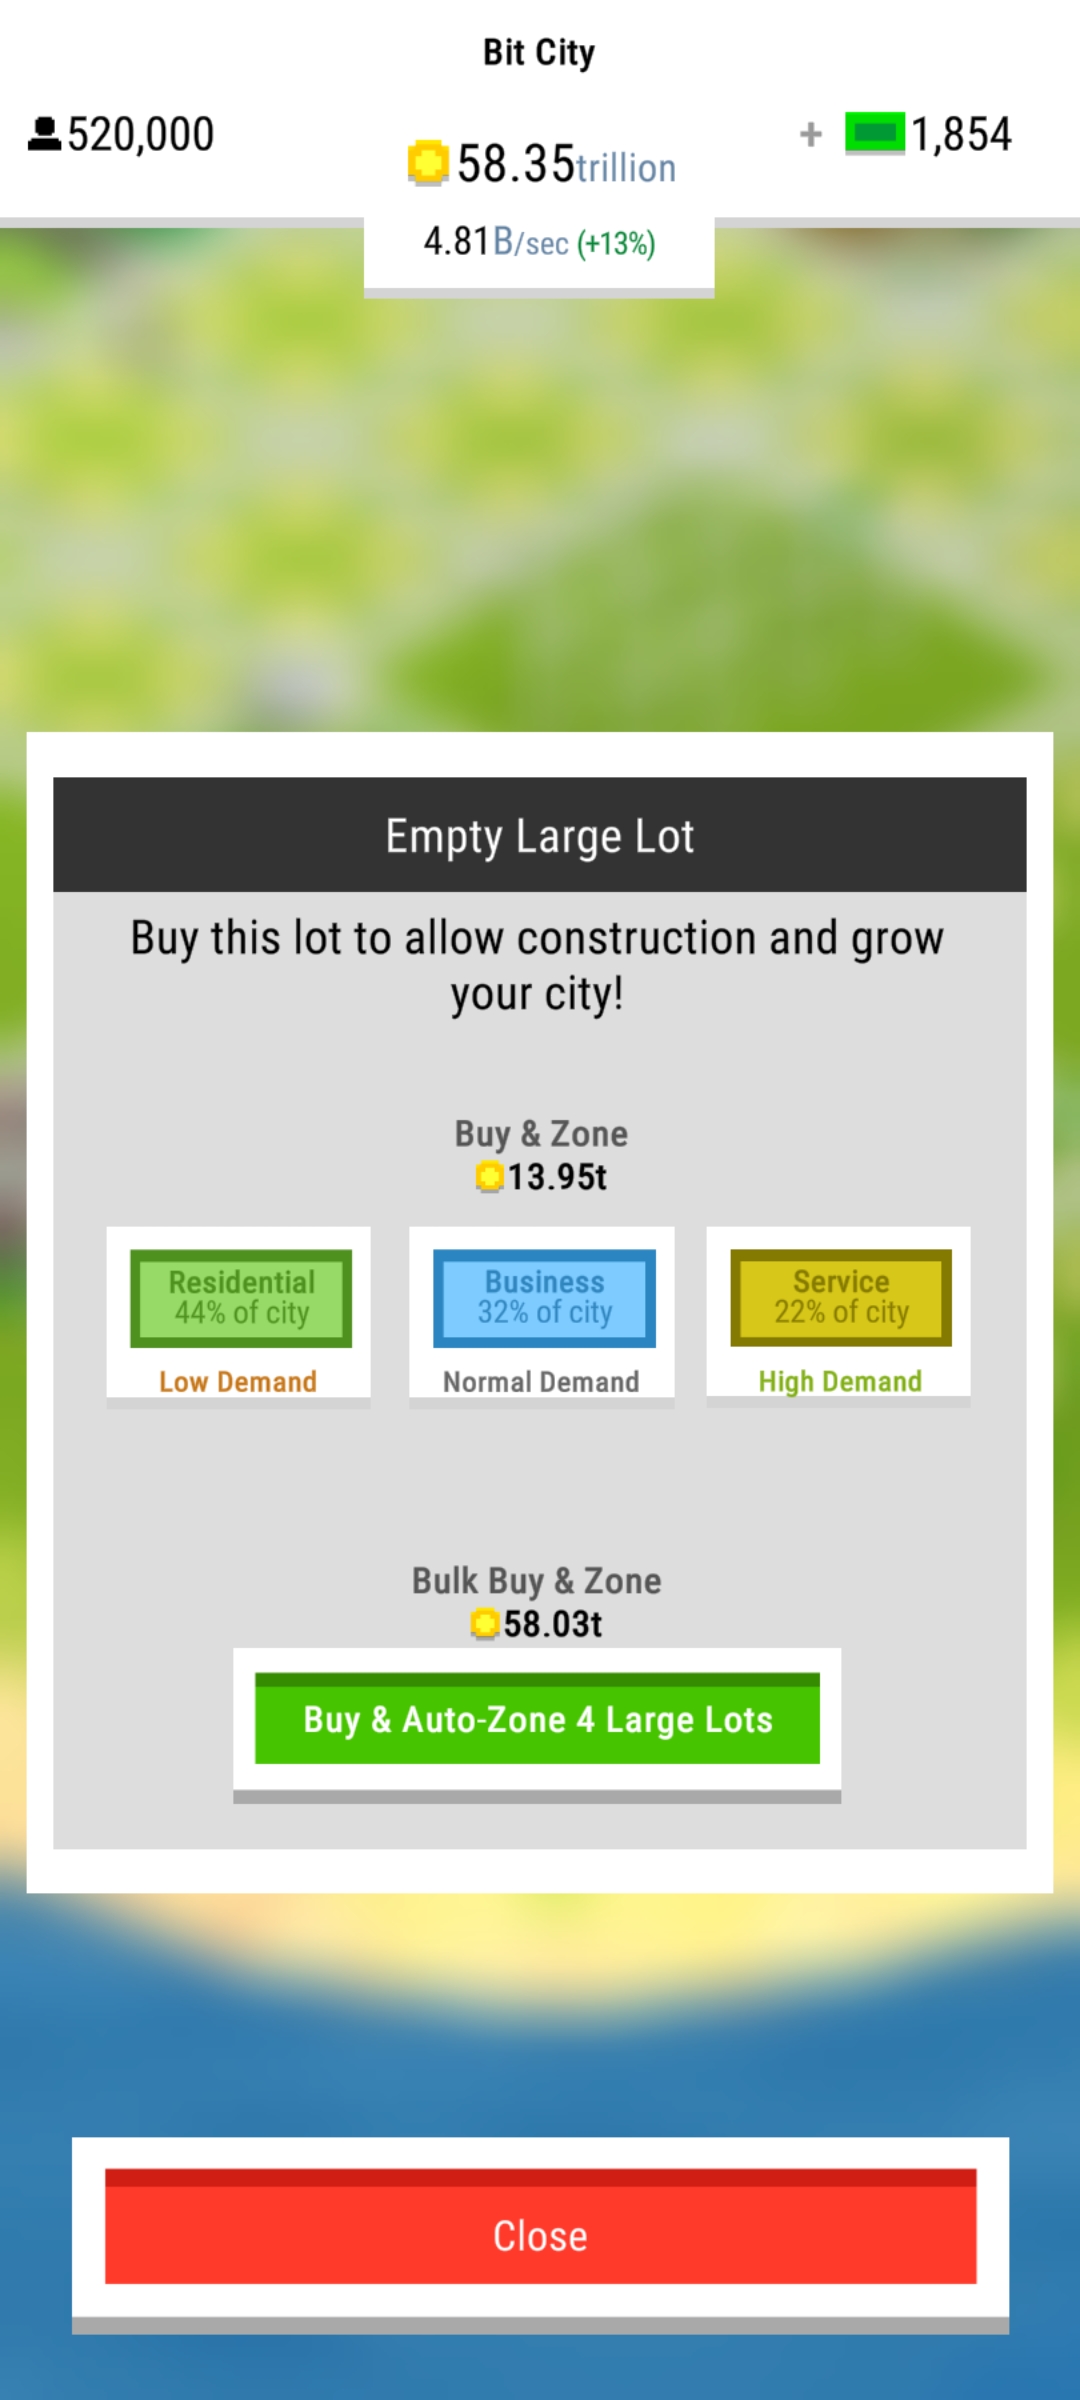 Bit City
520,000
58.35trillion
+ 1,854
4.81B/sec (+13%)
Empty Large Lot
Buy this lot to allow construction and grow
your city!
Buy & Zone
13.95t
Residential
44% of city
Low Demand
Business
32% of city
Normal Demand
Service
22% of city
High Demand
Bulk Buy & Zone
58.03t
Buy & Auto-Zone 4 Large Lots
Close